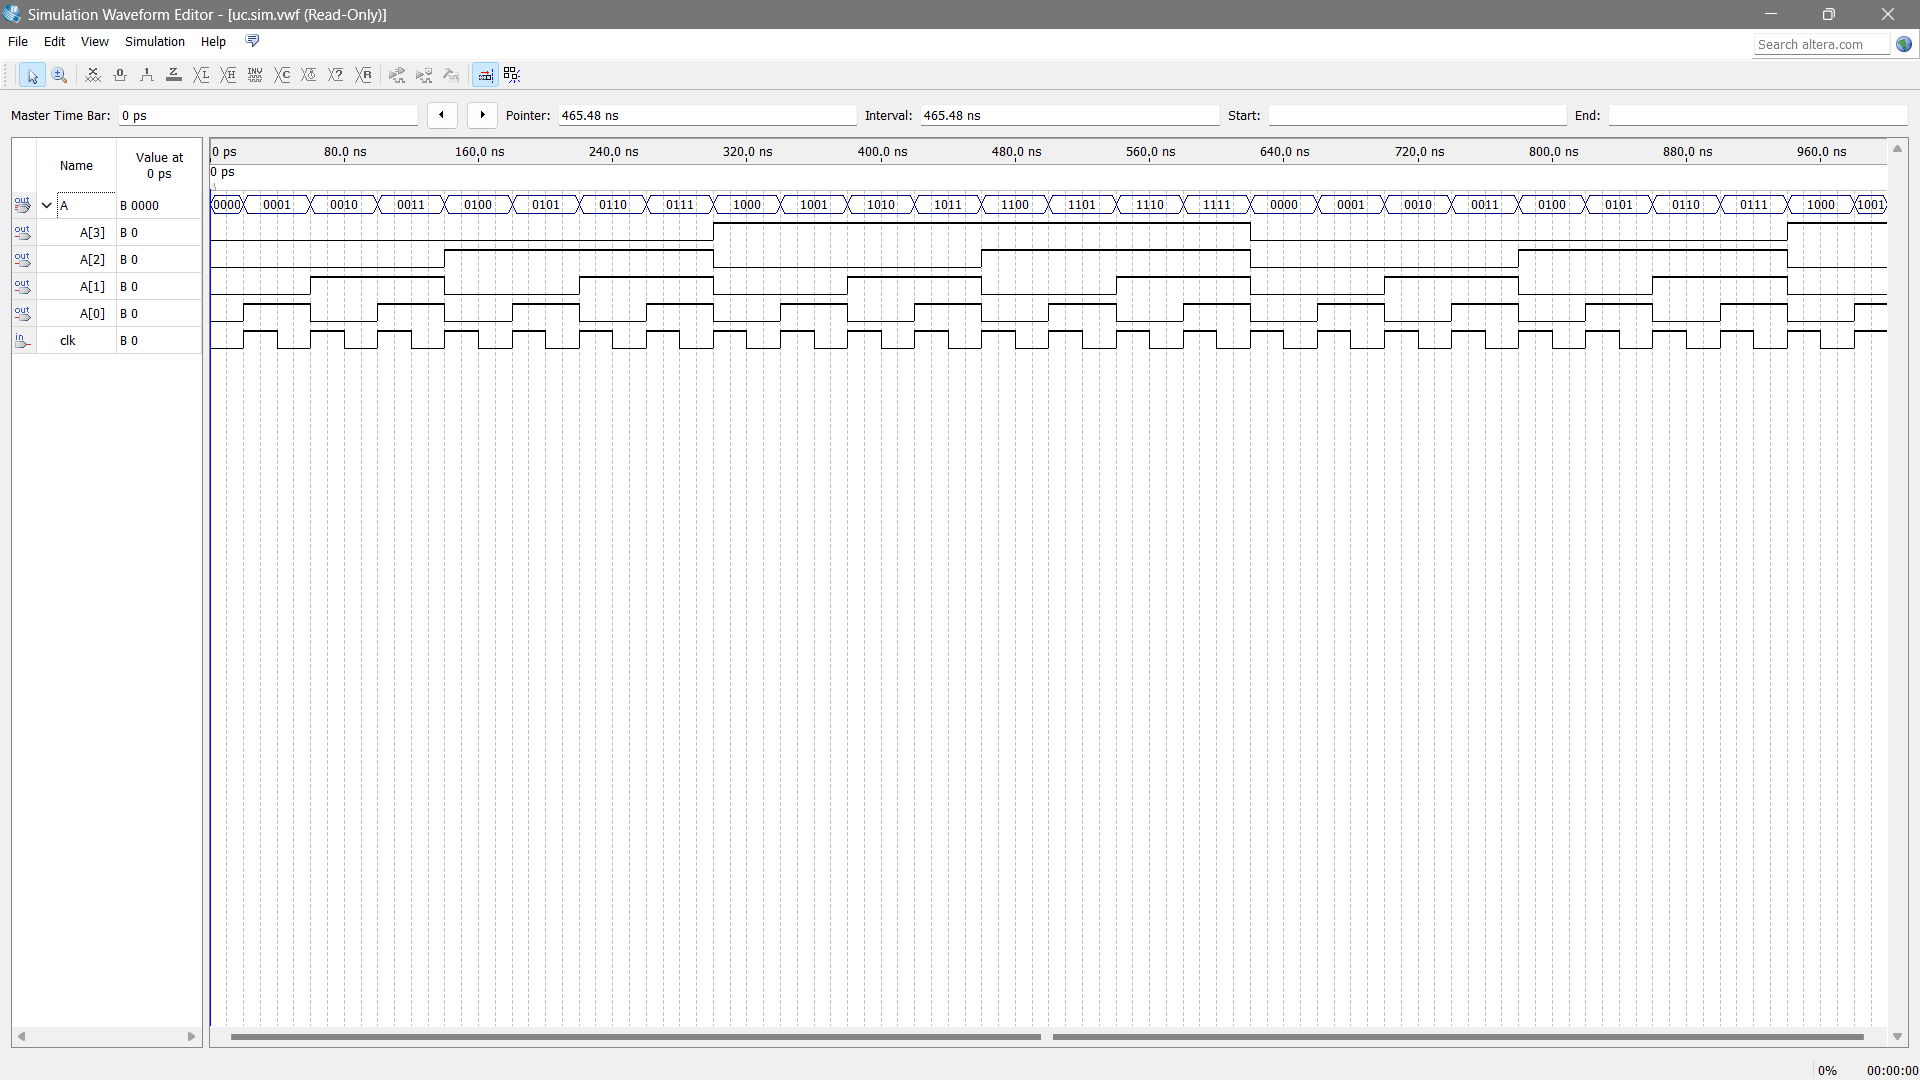 Simulation Waveform Editor - [uc.sim.vwf (Read-Only)]
File Edit View Simulation Help
Search altera.com
Master Time Bar: 0 ps Pointer: 465.48 ns Interval: 465.48 ns Start: End:
Name Value at 0 ps
0 ps 80.0 ns 160.0 ns 240.0 ns 320.0 ns 400.0 ns 480.0 ns 560.0 ns 640.0 ns 720.0 ns 800.0 ns 880.0 ns 960.0 ns
0 ps
out A B 0000 0000 0001 0010 0011 0100 0101 0110 0111 1000 1001 1010 1011 1100 1101 1110 1111 0000 0001 0010 0011 0100 0101 0110 0111 1000 1001
out A[3] B 0
out A[2] B 0
out A[1] B 0
out A[0] B 0
in clk B 0
0% 00:00:00